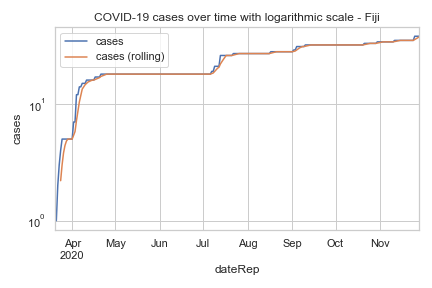 COVID-19 cases over time with logarithmic scale - Fiji
cases
cases (rolling)
10¹
10⁰
cases
Apr May Jun Jul Aug Sep Oct Nov
2020
dateRep